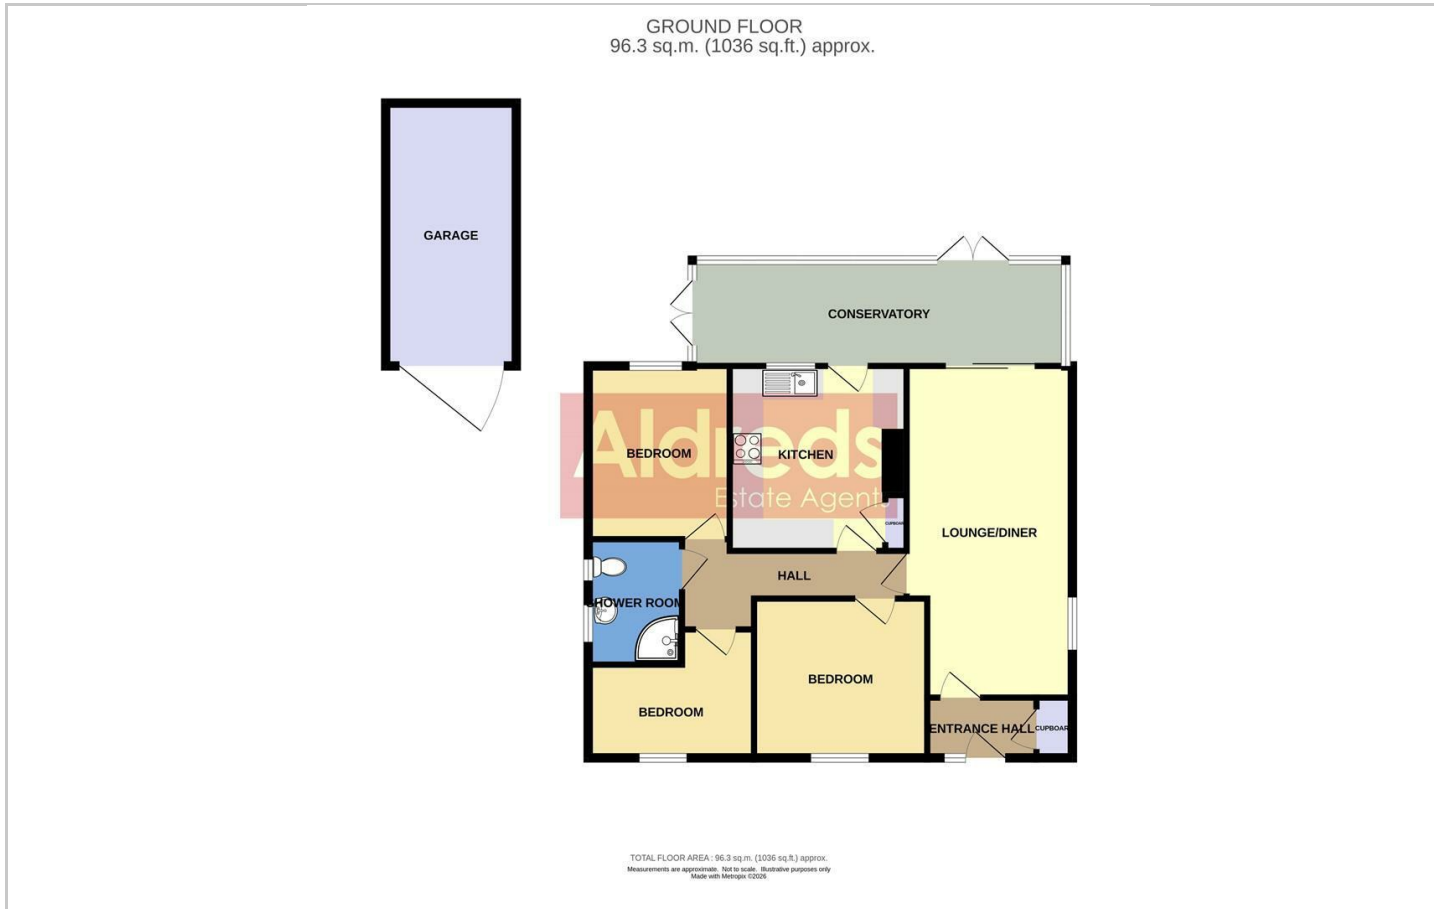 GROUND FLOOR
96.3 sq.m. (1036 sq.ft.) approx.
GARAGE
CONSERVATORY
BEDROOM
KITCHEN
Aldreds
Estate Agents
CUPBOAR
LOUNGE/DINER
HALL
SHOWER ROOM
BEDROOM
BEDROOM
ENTRANCE HALL
CUPBOAR
TOTAL FLOOR AREA : 96.3 sq.m. (1036 sq.ft.) approx.
Measurements are approximate. Not to scale. Illustrative purposes only
Made with Metropix ©2026